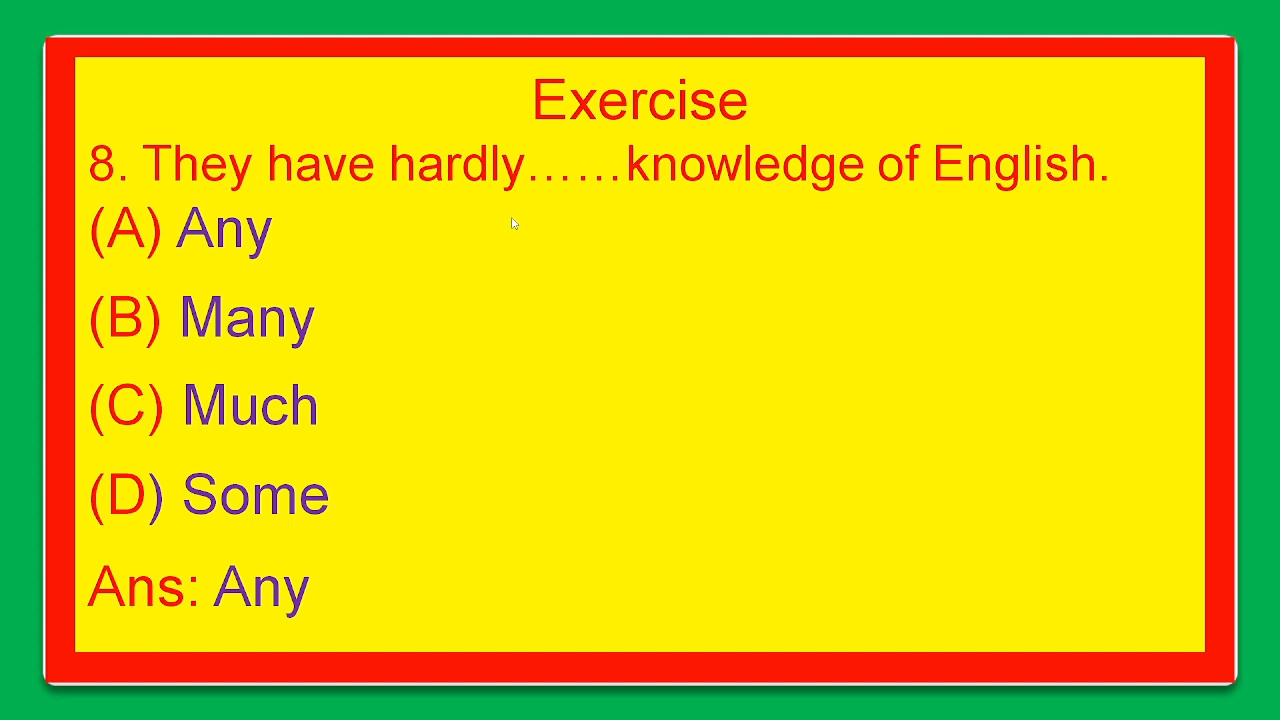 Exercise
8. They have hardly……knowledge of English.
(A) Any
(B) Many
(C) Much
(D) Some
Ans: Any